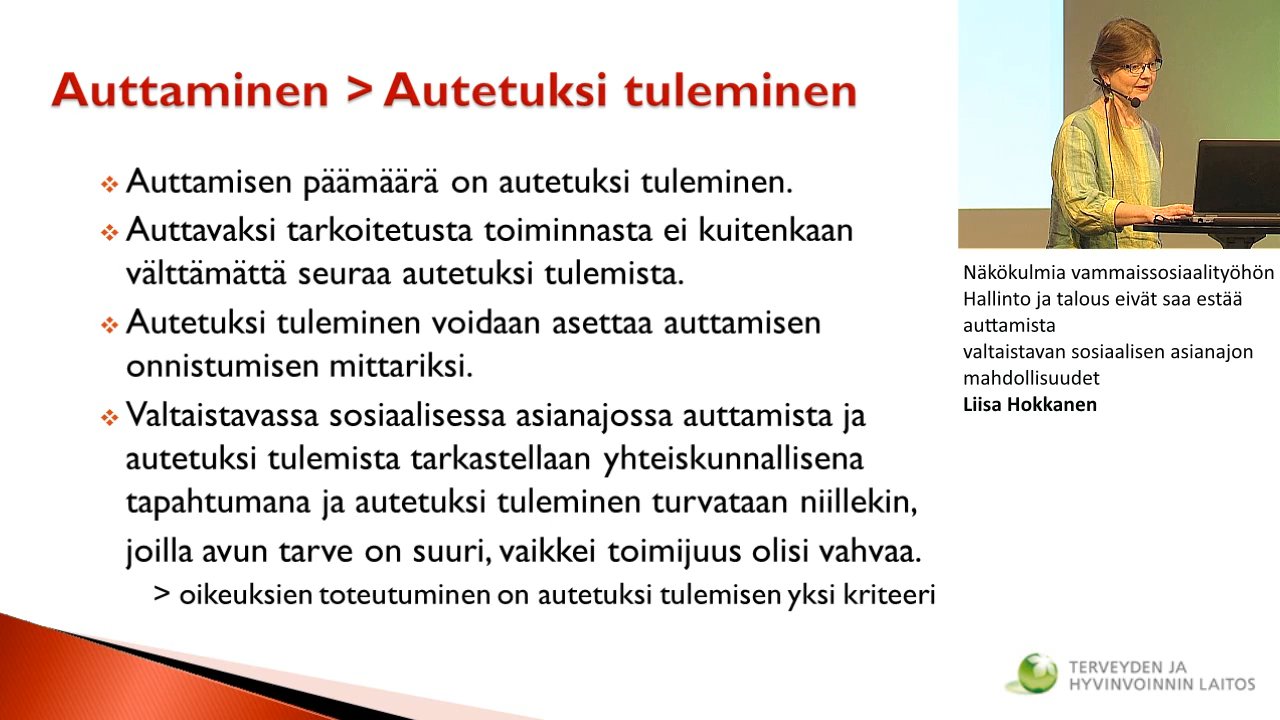 Auttaminen > Autetuksi tuleminen
Auttamisen päämäärä on autetuksi tuleminen.
Auttavaksi tarkoitetusta toiminnasta ei kuitenkaan
välttämättä seuraa autetuksi tulemista.
Autetuksi tuleminen voidaan asettaa auttamisen
onnistumisen mittariksi.
Valtaistavassa sosiaalisessa asianajossa auttamista ja
autetuksi tulemista tarkastellaan yhteiskunnallisena
tapahtumana ja autetuksi tuleminen turvataan niillekin,
joilla avun tarve on suuri, vaikkei toimijuus olisi vahvaa.
> oikeuksien toteutuminen on autetuksi tulemisen yksi kriteeri
Näkökulmia vammaissosiaalityöhön
Hallinto ja talous eivät saa estää
auttamista
valtaistavan sosiaalisen asianajon
mahdollisuudet
Liisa Hokkanen
TERVEYDEN JA
HYVINVOINNIN LAITOS